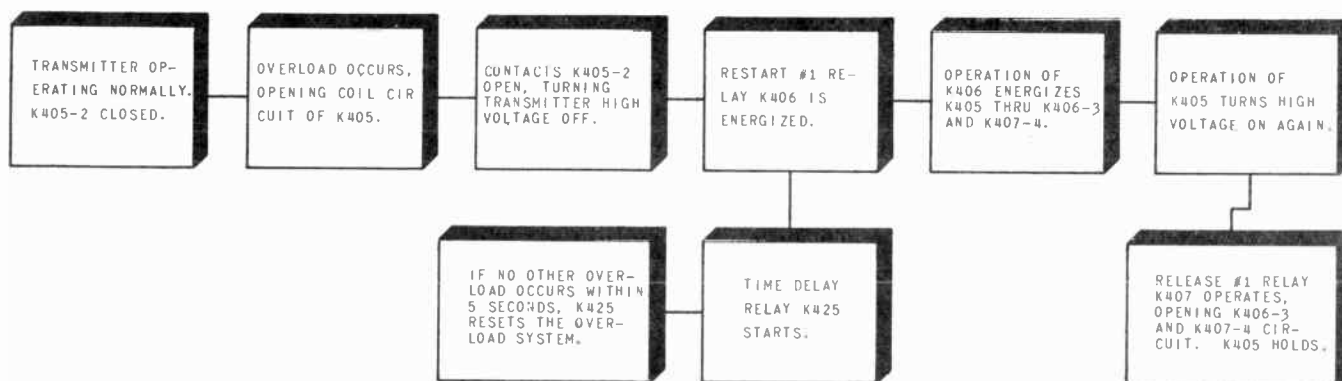 TRANSMITTER OP-
ERATING NORMALLY.
K405-2 CLOSED.
OVERLOAD OCCURS,
OPENING COIL CIR
CUIT OF K405.
CONTACTS K405-2
OPEN, TURNING
TRANSMITTER HIGH
VOLTAGE OFF.
RESTART #1 RE-
LAY K406 IS
ENERGIZED.
OPERATION OF
K406 ENERGIZES
K405 THRU K406-3
AND K407-4.
OPERATION OF
K405 TURNS HIGH
VOLTAGE ON AGAIN.
IF NO OTHER OVER-
LOAD OCCURS WITHIN
5 SECONDS, K425
RESETS THE OVER-
LOAD SYSTEM.
TIME DELAY
RELAY K425
STARTS.
RELEASE #1 RELAY
K407 OPERATES,
OPENING K406-3
AND K407-4 CIR-
CUIT. K405 HOLDS.